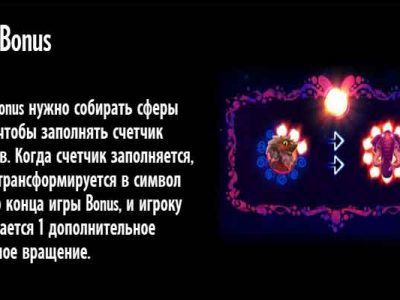 Bonus
onus нужно собирать сферы
чтобы заполнять счетчик
в. Когда счетчик заполняется,
трансформируется в символ
о конца игры Bonus, и игроку
ается 1 дополнительное
ное вращение.